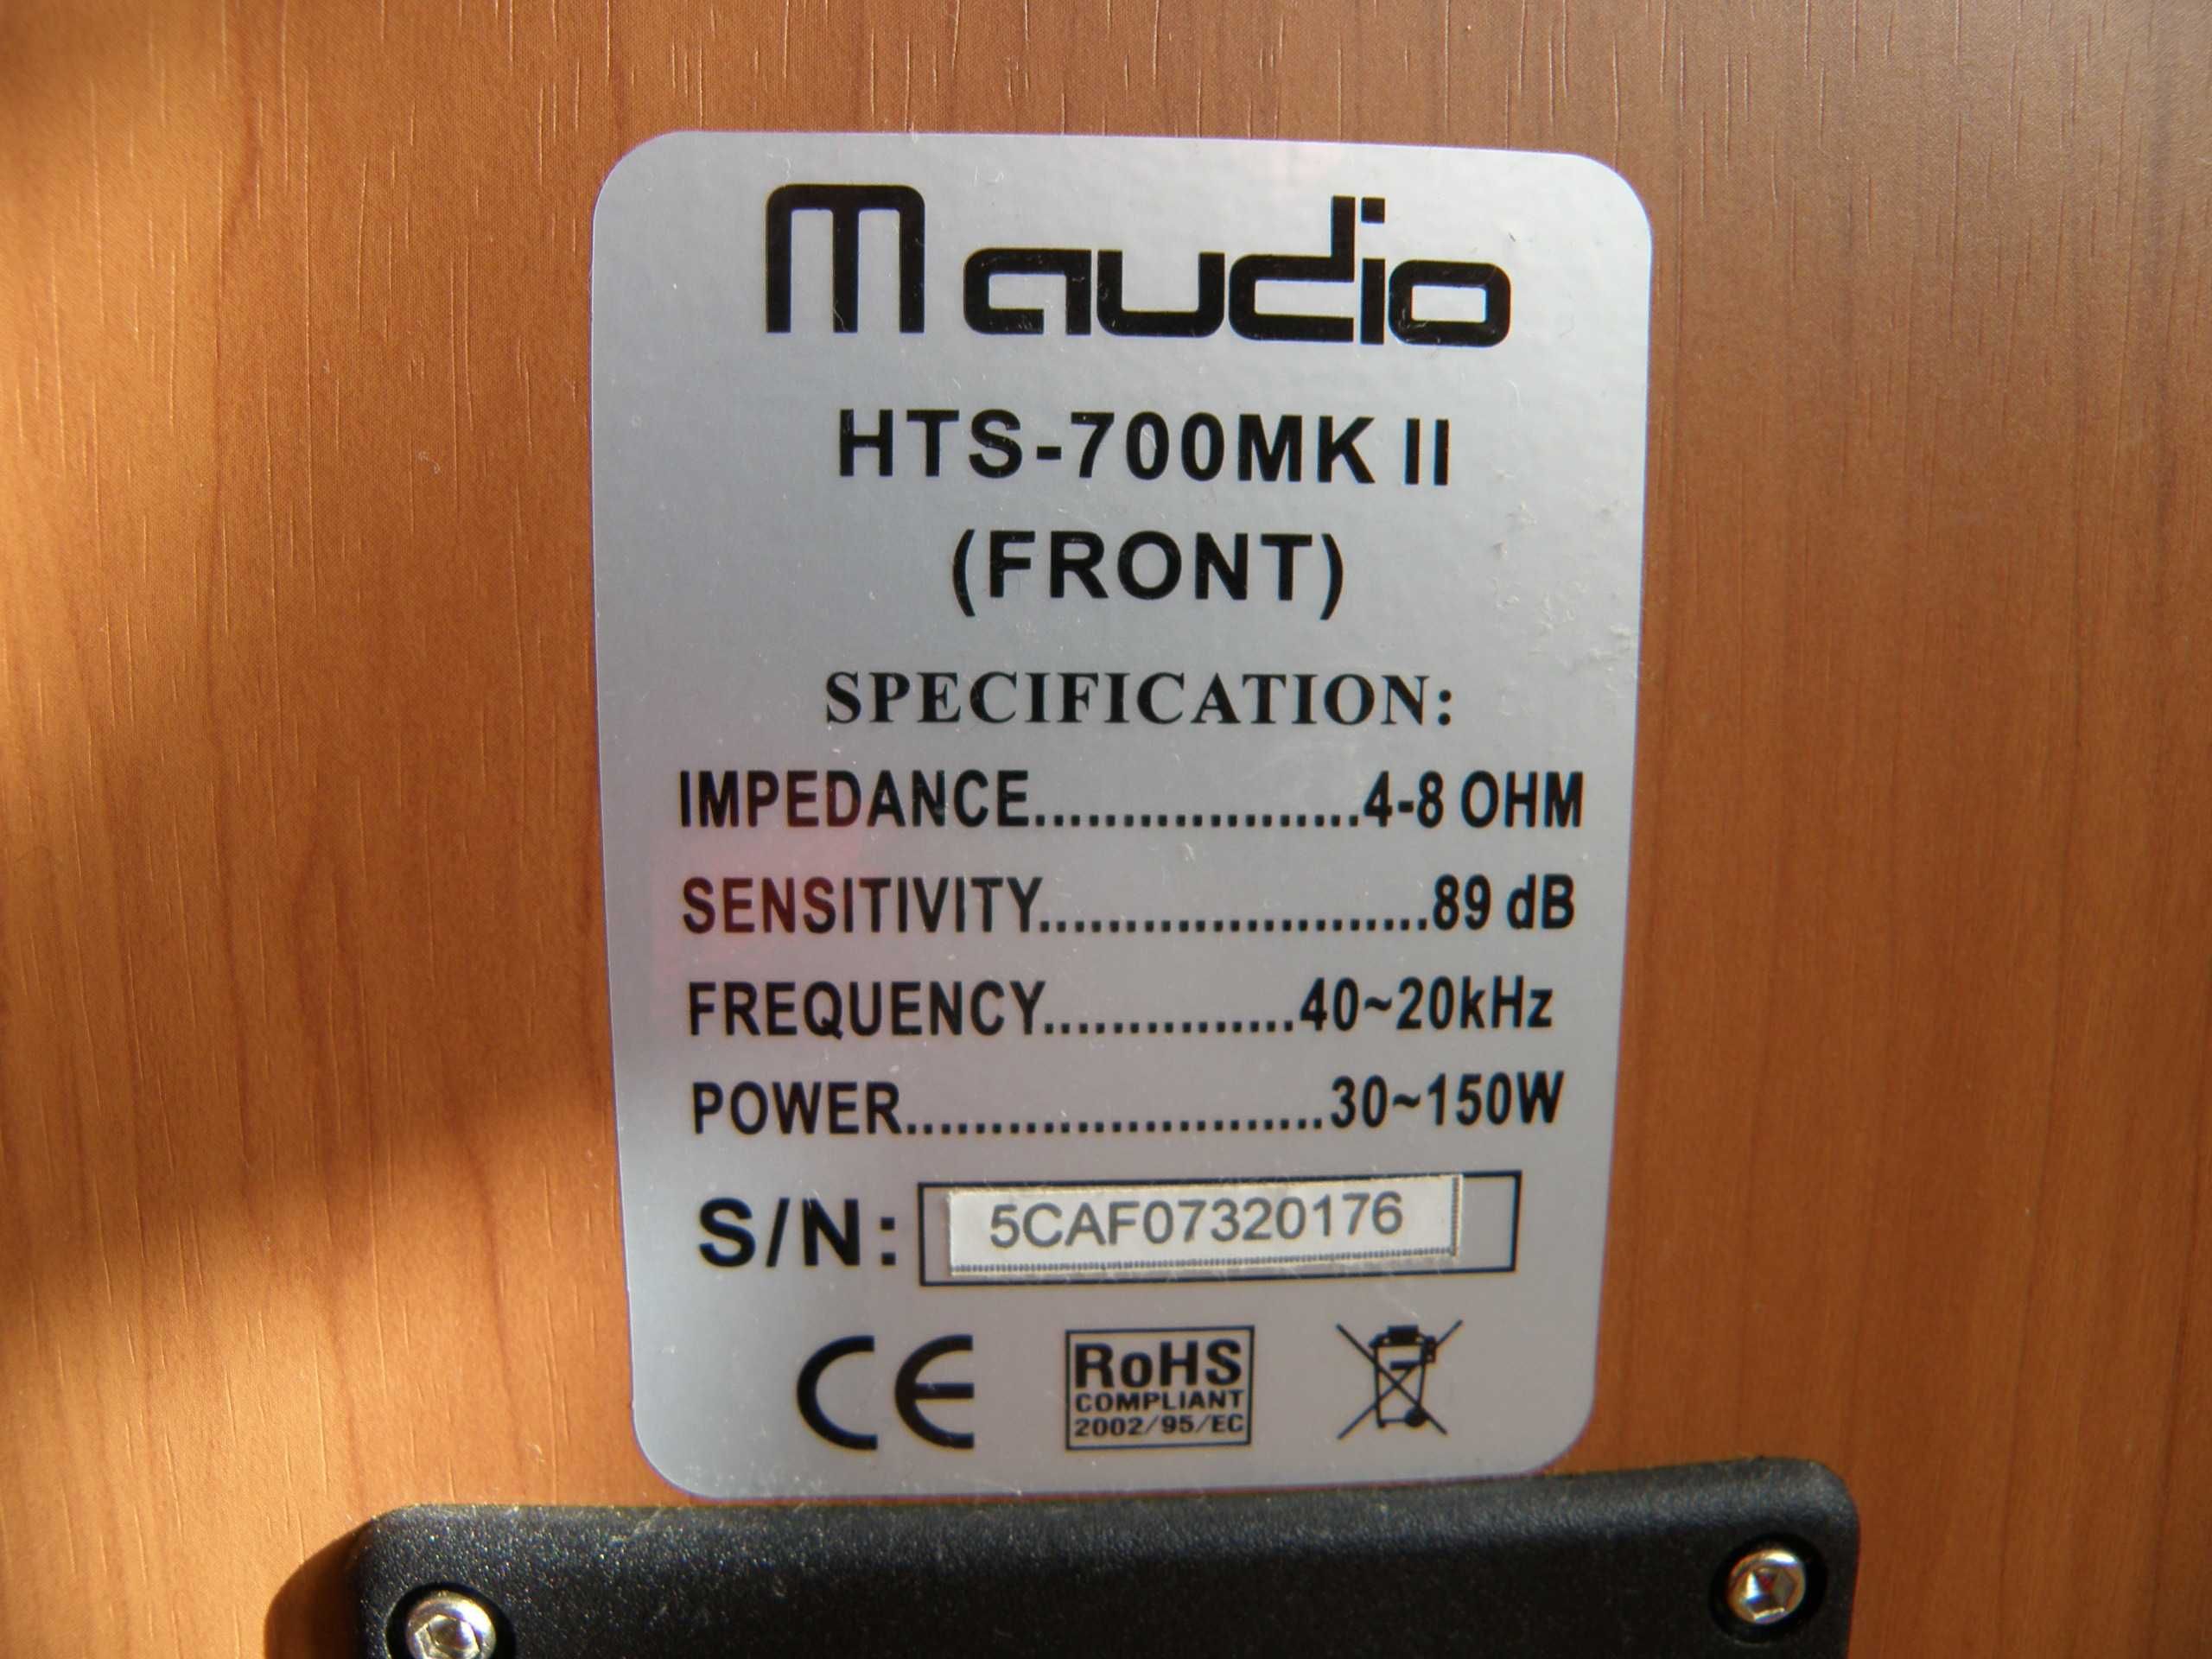 m audio
HTS-700MK II
(FRONT)
SPECIFICATION:
IMPEDANCE...................4-8 OHM
SENSITIVITY.......................89 dB
FREQUENCY...............40~20kHz
POWER.........................30~150W
S/N: 5CAF07320176
CE
RoHS
COMPLIANT
2002/95/EC